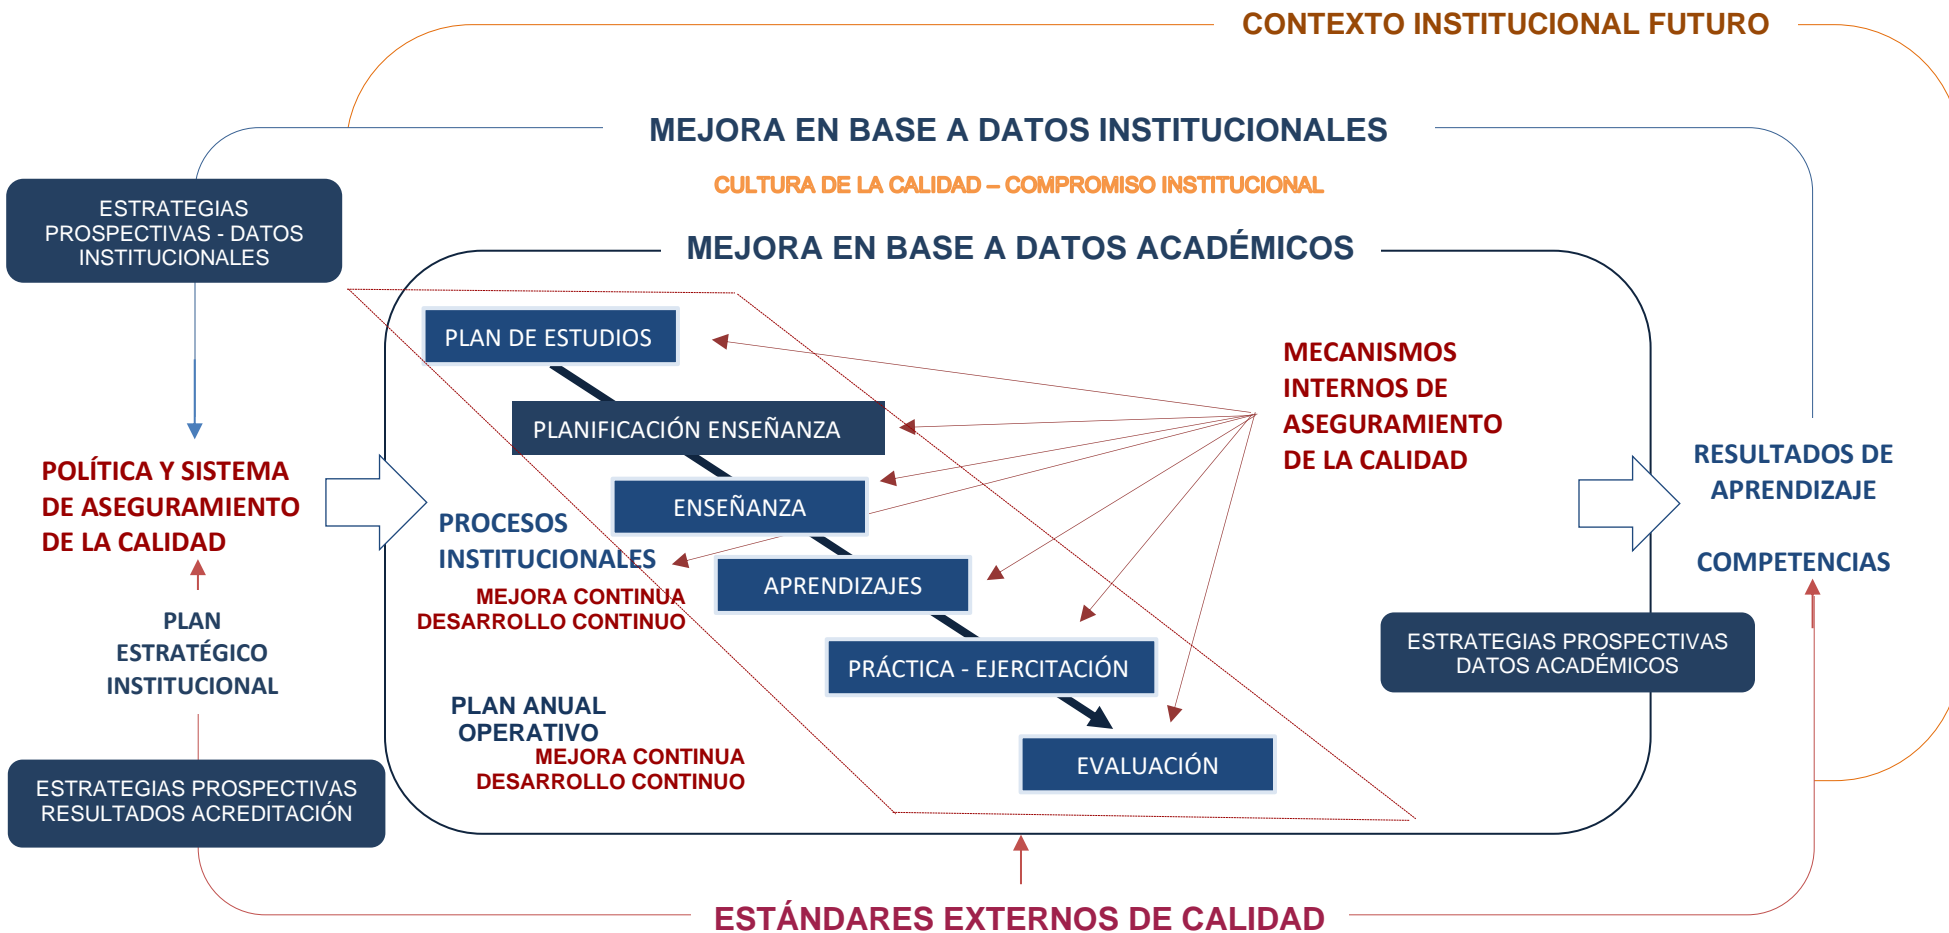 CONTEXTO INSTITUCIONAL FUTURO
MEJORA EN BASE A DATOS INSTITUCIONALES
CULTURA DE LA CALIDAD – COMPROMISO INSTITUCIONAL
ESTRATEGIAS
PROSPECTIVAS - DATOS
INSTITUCIONALES
MEJORA EN BASE A DATOS ACADÉMICOS
PLAN DE ESTUDIOS
PLANIFICACIÓN ENSEÑANZA
ENSEÑANZA
APRENDIZAJES
PRÁCTICA - EJERCITACIÓN
EVALUACIÓN
MECANISMOS
INTERNOS DE
ASEGURAMIENTO
DE LA CALIDAD
POLÍTICA Y SISTEMA
DE ASEGURAMIENTO
DE LA CALIDAD
PROCESOS
INSTITUCIONALES
MEJORA CONTINUA
DESARROLLO CONTINUO
PLAN
ESTRATÉGICO
INSTITUCIONAL
PLAN ANUAL
OPERATIVO
MEJORA CONTINUA
DESARROLLO CONTINUO
RESULTADOS DE
APRENDIZAJE
COMPETENCIAS
ESTRATEGIAS PROSPECTIVAS
DATOS ACADÉMICOS
ESTRATEGIAS PROSPECTIVAS
RESULTADOS ACREDITACIÓN
ESTÁNDARES EXTERNOS DE CALIDAD